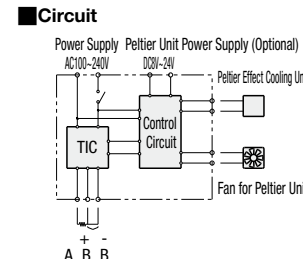 ■Circuit
Power Supply Peltier Unit Power Supply (Optional)
AC100~240V DC8V~24V
Peltier Effect Cooling Un
TIC
Control
Circuit
Fan for Peltier Uni
+ -
A B B